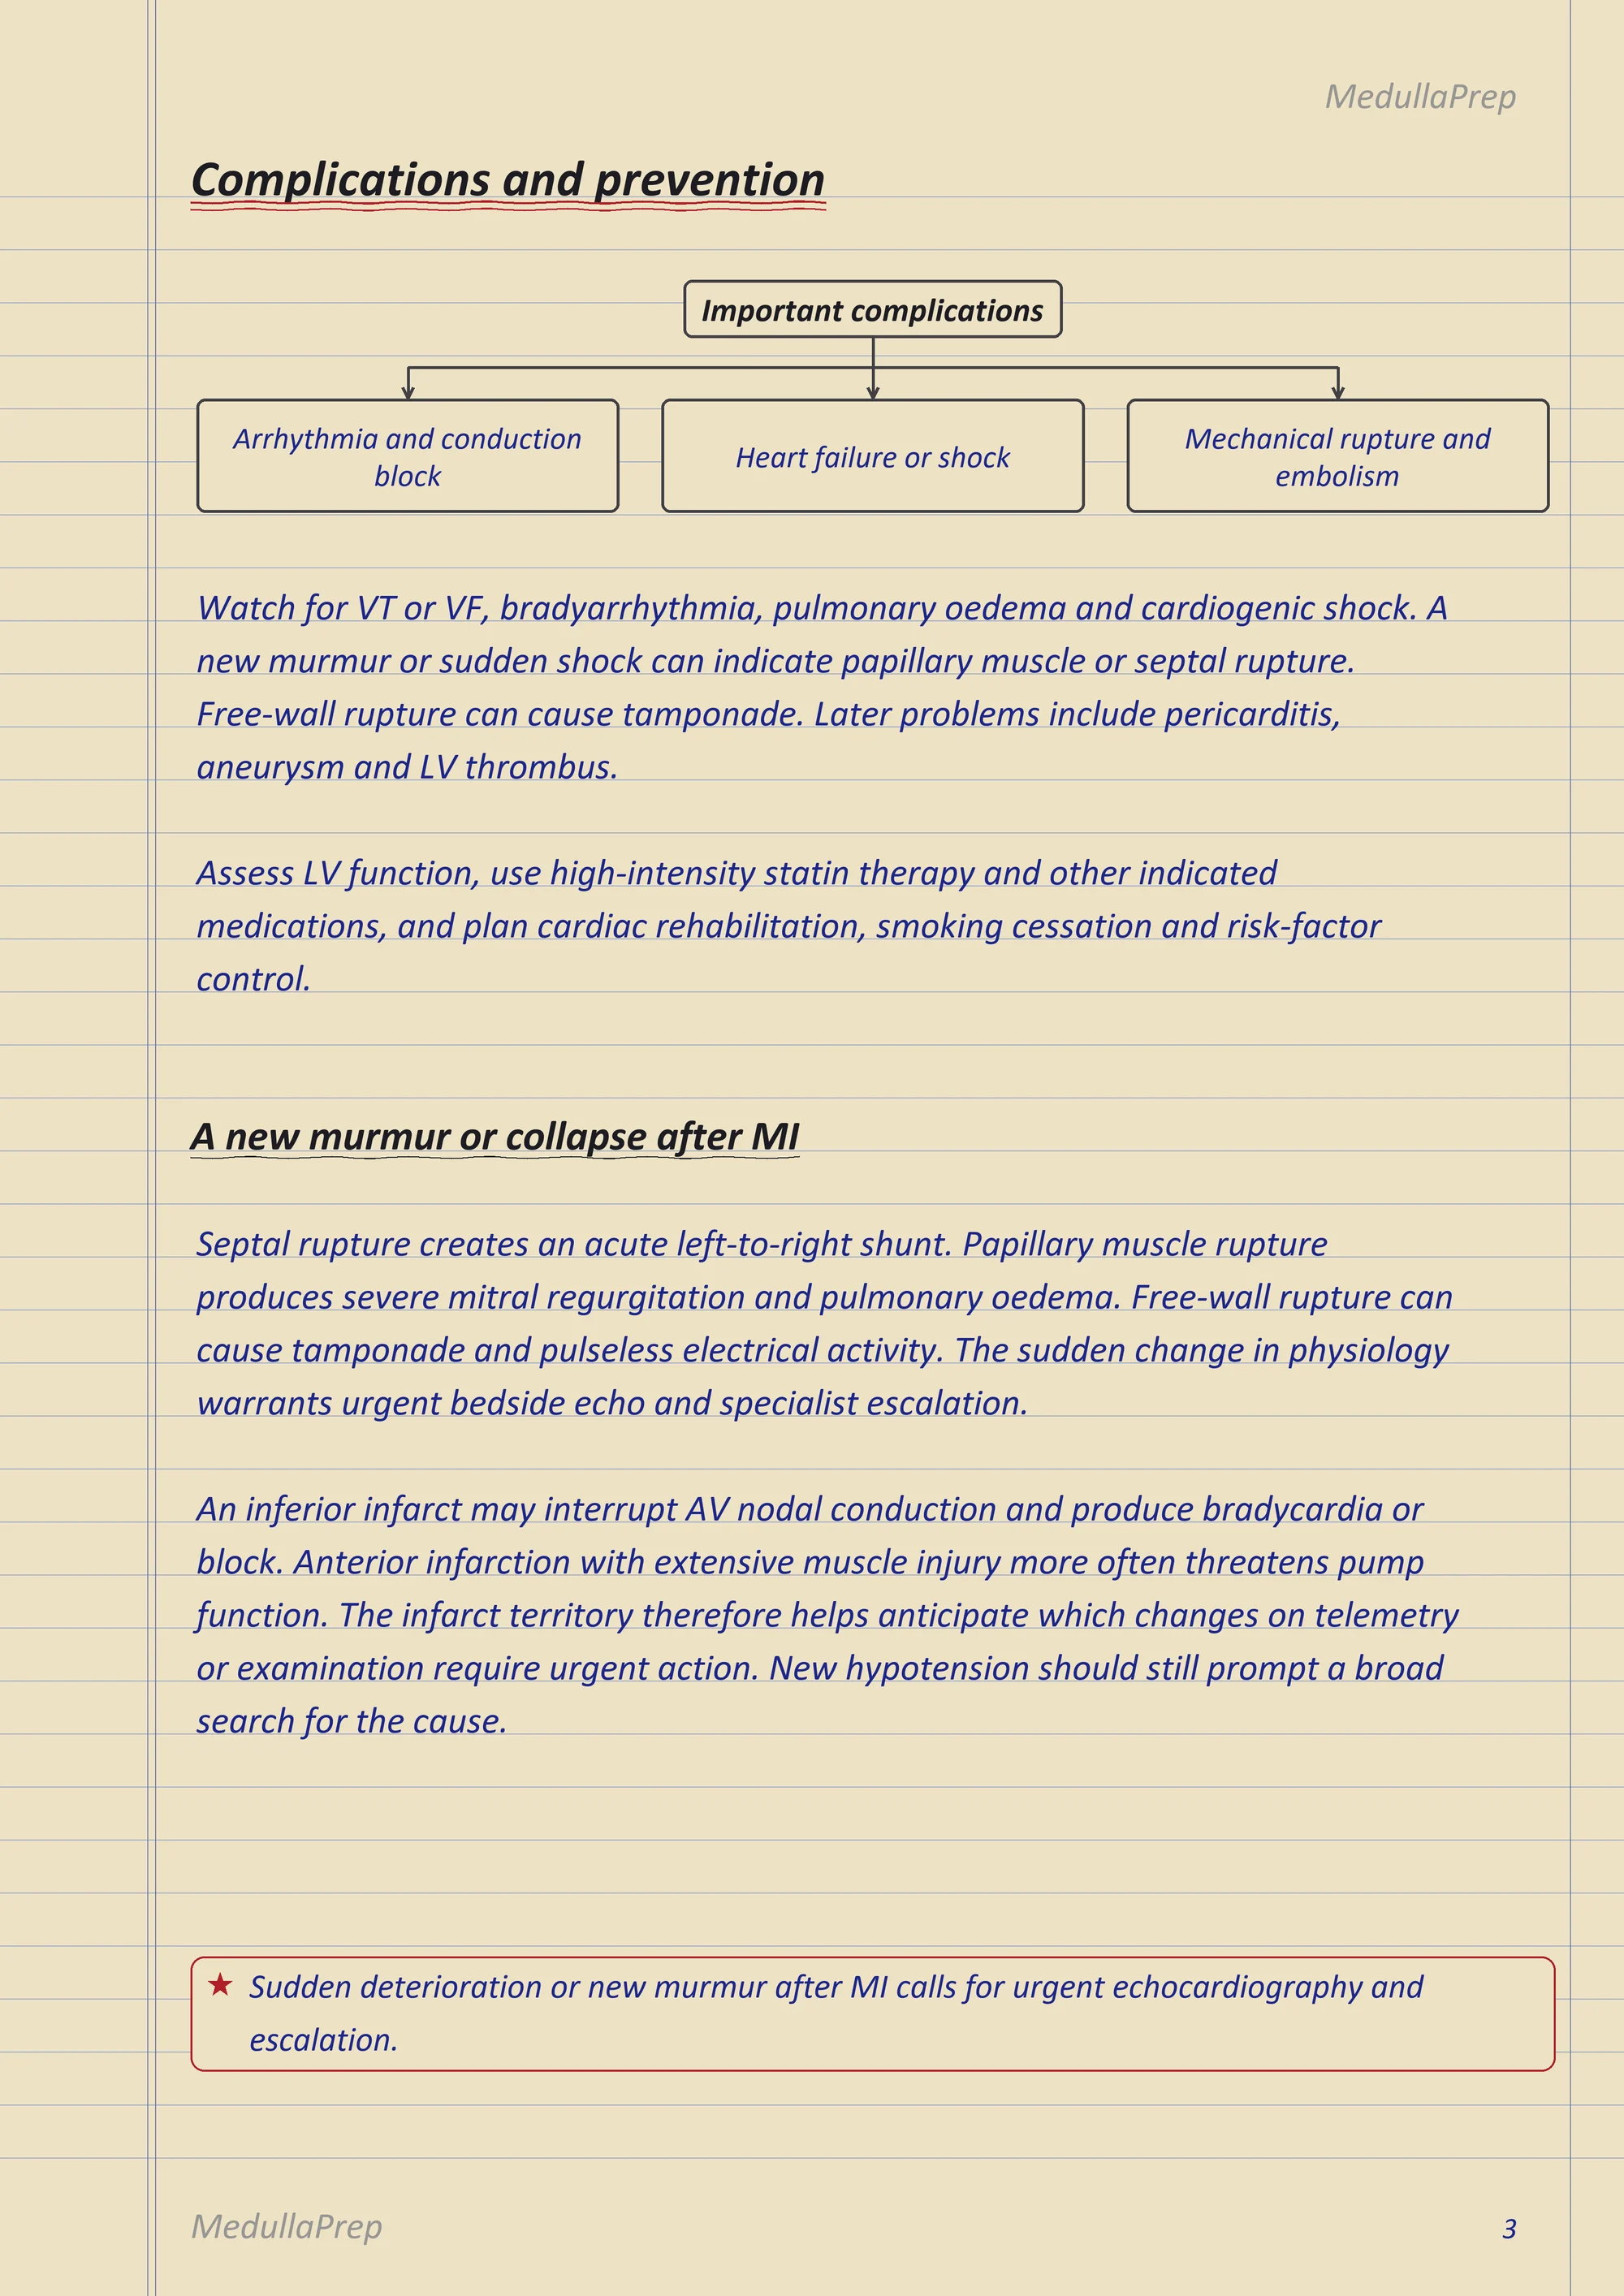 MedullaPrep
Complications and prevention
Important complications
Arrhythmia and conduction
block
Heart failure or shock
Mechanical rupture and
embolism
Watch for VT or VF, bradyarrhythmia, pulmonary oedema and cardiogenic shock. A
new murmur or sudden shock can indicate papillary muscle or septal rupture.
Free-wall rupture can cause tamponade. Later problems include pericarditis,
aneurysm and LV thrombus.
Assess LV function, use high-intensity statin therapy and other indicated
medications, and plan cardiac rehabilitation, smoking cessation and risk-factor
control.
A new murmur or collapse after MI
Septal rupture creates an acute left-to-right shunt. Papillary muscle rupture
produces severe mitral regurgitation and pulmonary oedema. Free-wall rupture can
cause tamponade and pulseless electrical activity. The sudden change in physiology
warrants urgent bedside echo and specialist escalation.
An inferior infarct may interrupt AV nodal conduction and produce bradycardia or
block. Anterior infarction with extensive muscle injury more often threatens pump
function. The infarct territory therefore helps anticipate which changes on telemetry
or examination require urgent action. New hypotension should still prompt a broad
search for the cause.
★ Sudden deterioration or new murmur after MI calls for urgent echocardiography and
escalation.
MedullaPrep
3